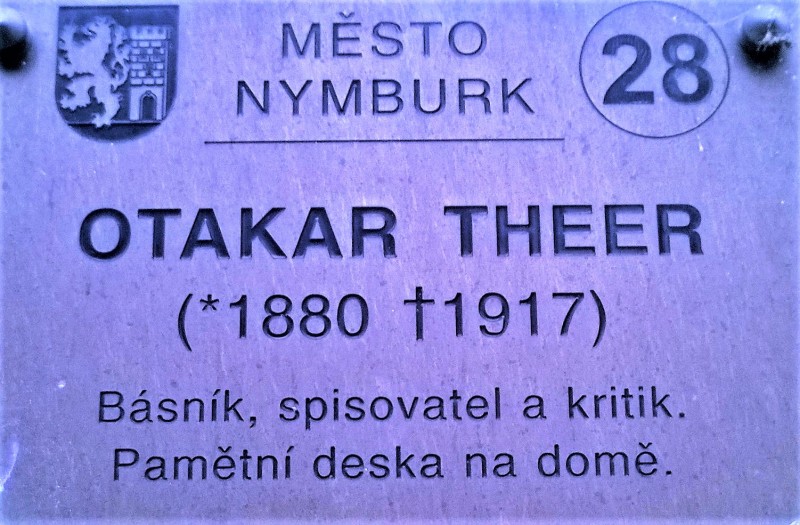 MĚSTO
NYMBURK
28
OTAKAR THEER
(*1880 †1917)
Básník, spisovatel a kritik.
Pamětní deska na domě.